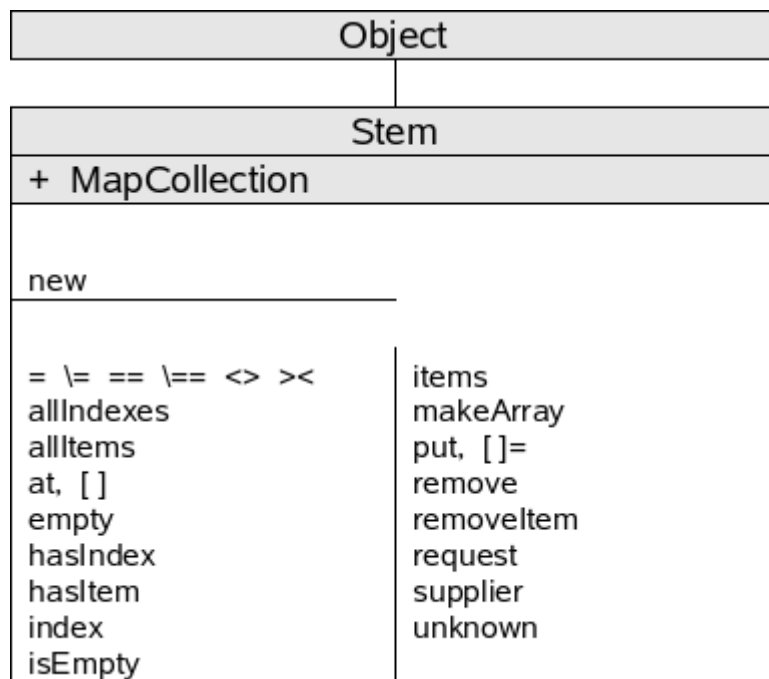 Object
Stem
+ MapCollection
new
= \= == \== <> ><
allIndexes
allItems
at, [ ]
empty
hasIndex
hasItem
index
isEmpty
items
makeArray
put, [ ]=
remove
removeItem
request
supplier
unknown